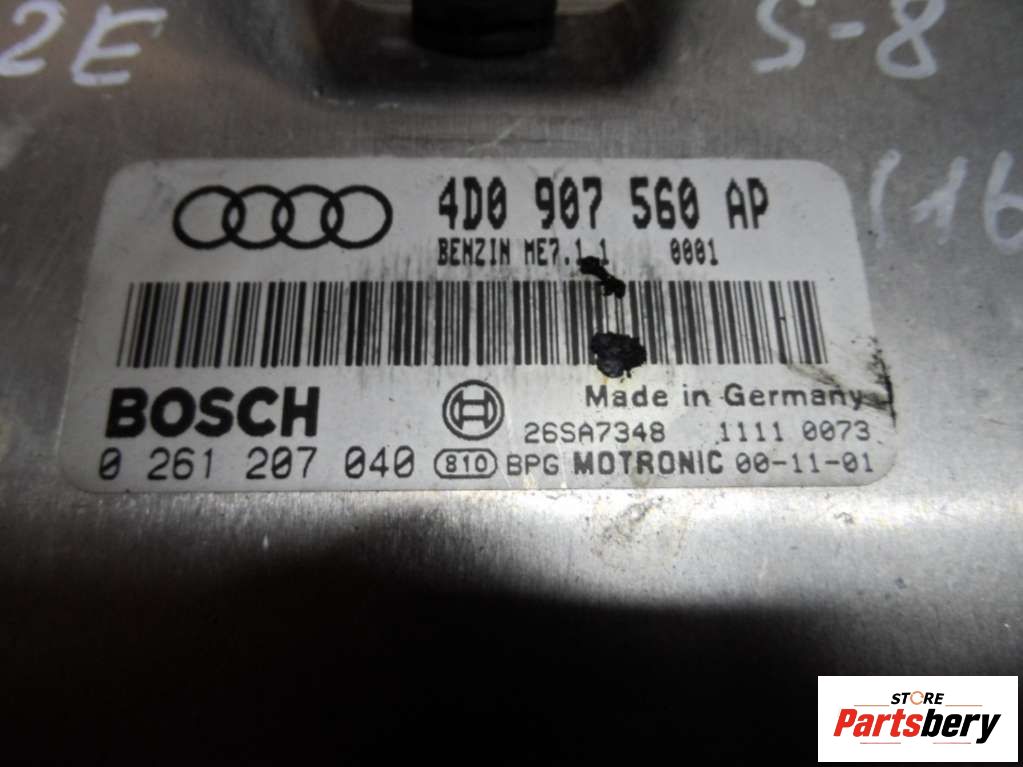 2E
S-8
116
4D0 907 560 AP
BENZIN ME7.1.1 0001
BOSCH
Made in Germany
26SA7348 1111 0073
0 261 207 040 810 BPG MOTRONIC 00-11-01
STORE
Partsbery